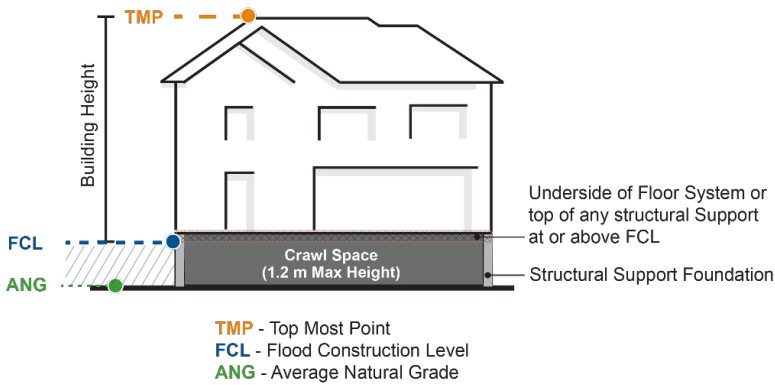 TMP
Building Height
Underside of Floor System or
top of any structural Support
at or above FCL
FCL
Crawl Space
(1.2 m Max Height)
Structural Support Foundation
ANG
TMP - Top Most Point
FCL - Flood Construction Level
ANG - Average Natural Grade